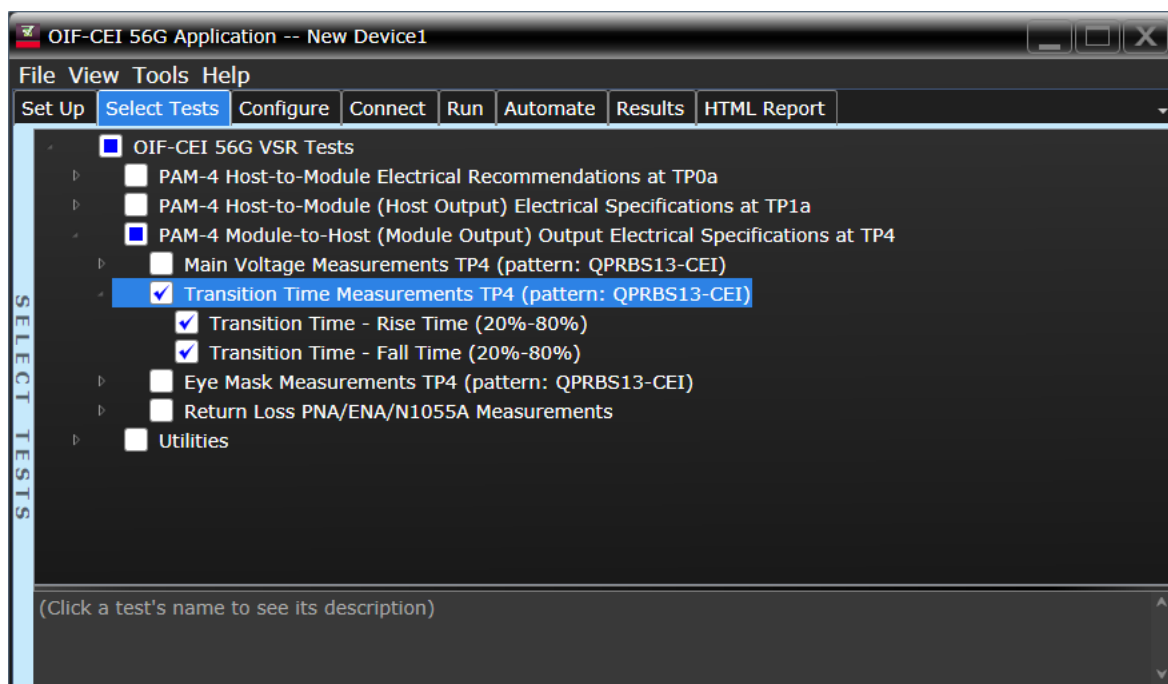 OIF-CEI 56G Application -- New Device1
File View Tools Help
Set Up Select Tests Configure Connect Run Automate Results HTML Report
SELECT TESTS
OIF-CEI 56G VSR Tests
PAM-4 Host-to-Module Electrical Recommendations at TP0a
PAM-4 Host-to-Module (Host Output) Electrical Specifications at TP1a
PAM-4 Module-to-Host (Module Output) Output Electrical Specifications at TP4
Main Voltage Measurements TP4 (pattern: QPRBS13-CEI)
Transition Time Measurements TP4 (pattern: QPRBS13-CEI)
Transition Time - Rise Time (20%-80%)
Transition Time - Fall Time (20%-80%)
Eye Mask Measurements TP4 (pattern: QPRBS13-CEI)
Return Loss PNA/ENA/N1055A Measurements
Utilities
(Click a test's name to see its description)